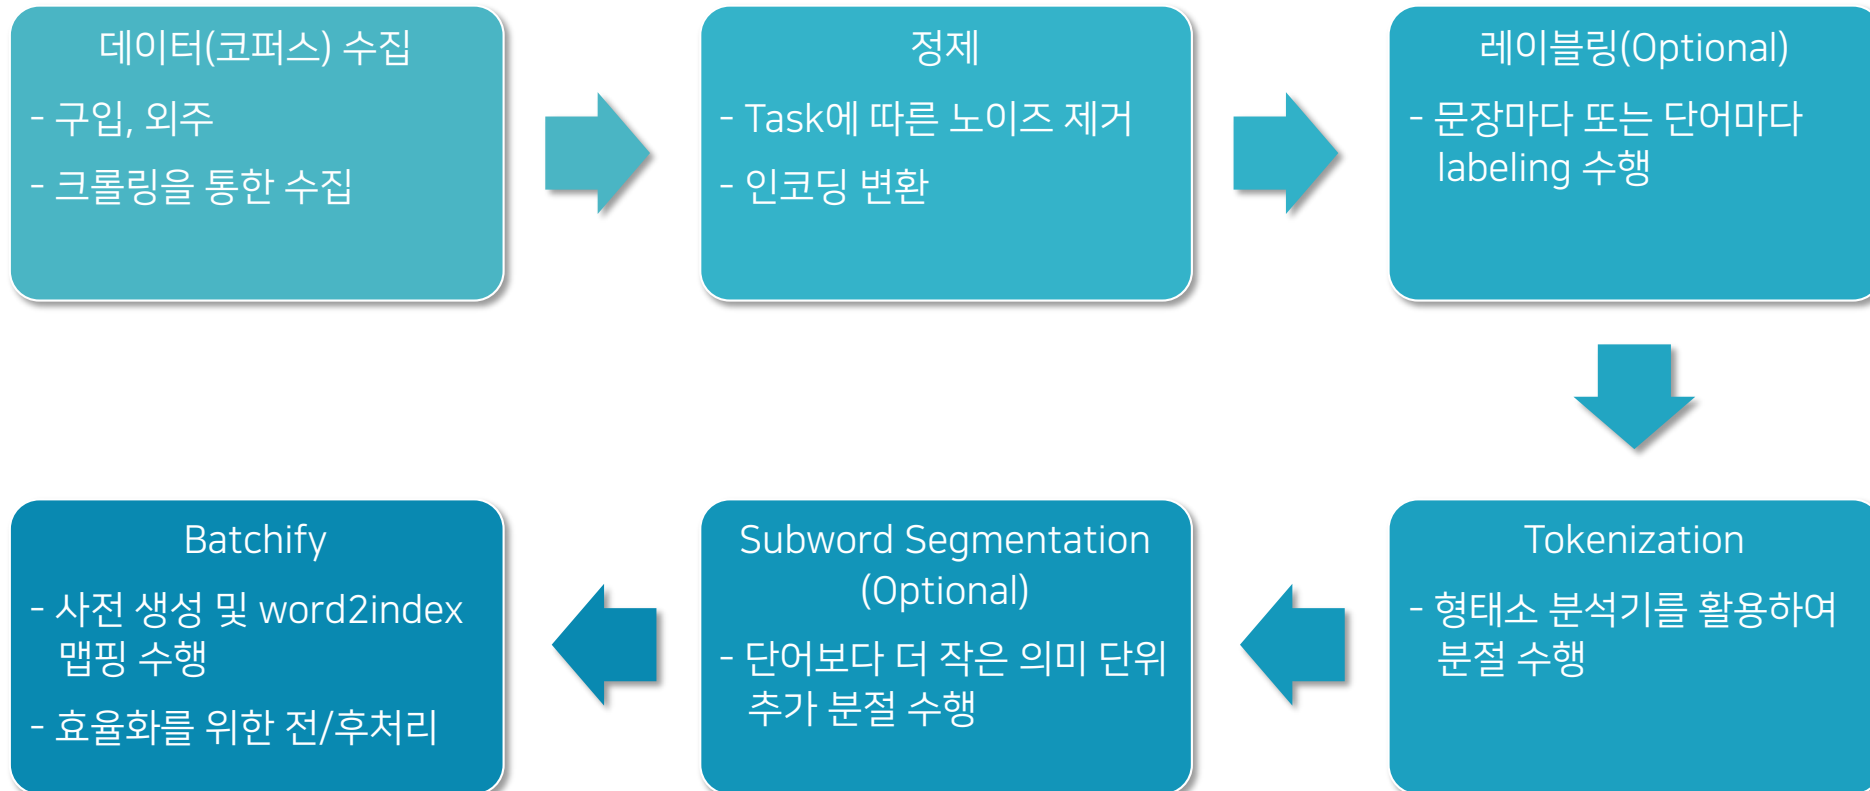 데이터(코퍼스) 수집
- 구입, 외주
- 크롤링을 통한 수집
정제
- Task에 따른 노이즈 제거
- 인코딩 변환
레이블링(Optional)
- 문장마다 또는 단어마다
labeling 수행
Tokenization
- 형태소 분석기를 활용하여
분절 수행
Subword Segmentation
(Optional)
- 단어보다 더 작은 의미 단위
추가 분절 수행
Batchify
- 사전 생성 및 word2index
맵핑 수행
- 효율화를 위한 전/후처리